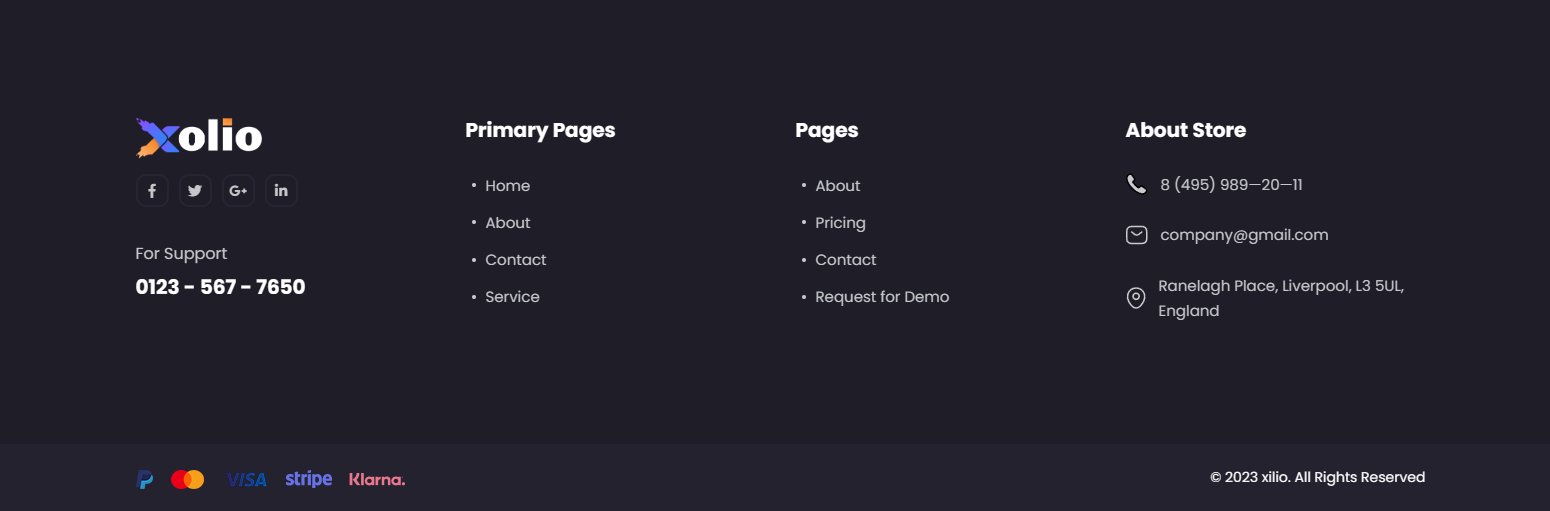 xolio
For Support
0123 - 567 - 7650
Primary Pages
Home
About
Contact
Service
Pages
About
Pricing
Contact
Request for Demo
About Store
8 (495) 989—20—11
company@gmail.com
Ranelagh Place, Liverpool, L3 5UL,
England
VISA stripe Klarna.
© 2023 xilio. All Rights Reserved